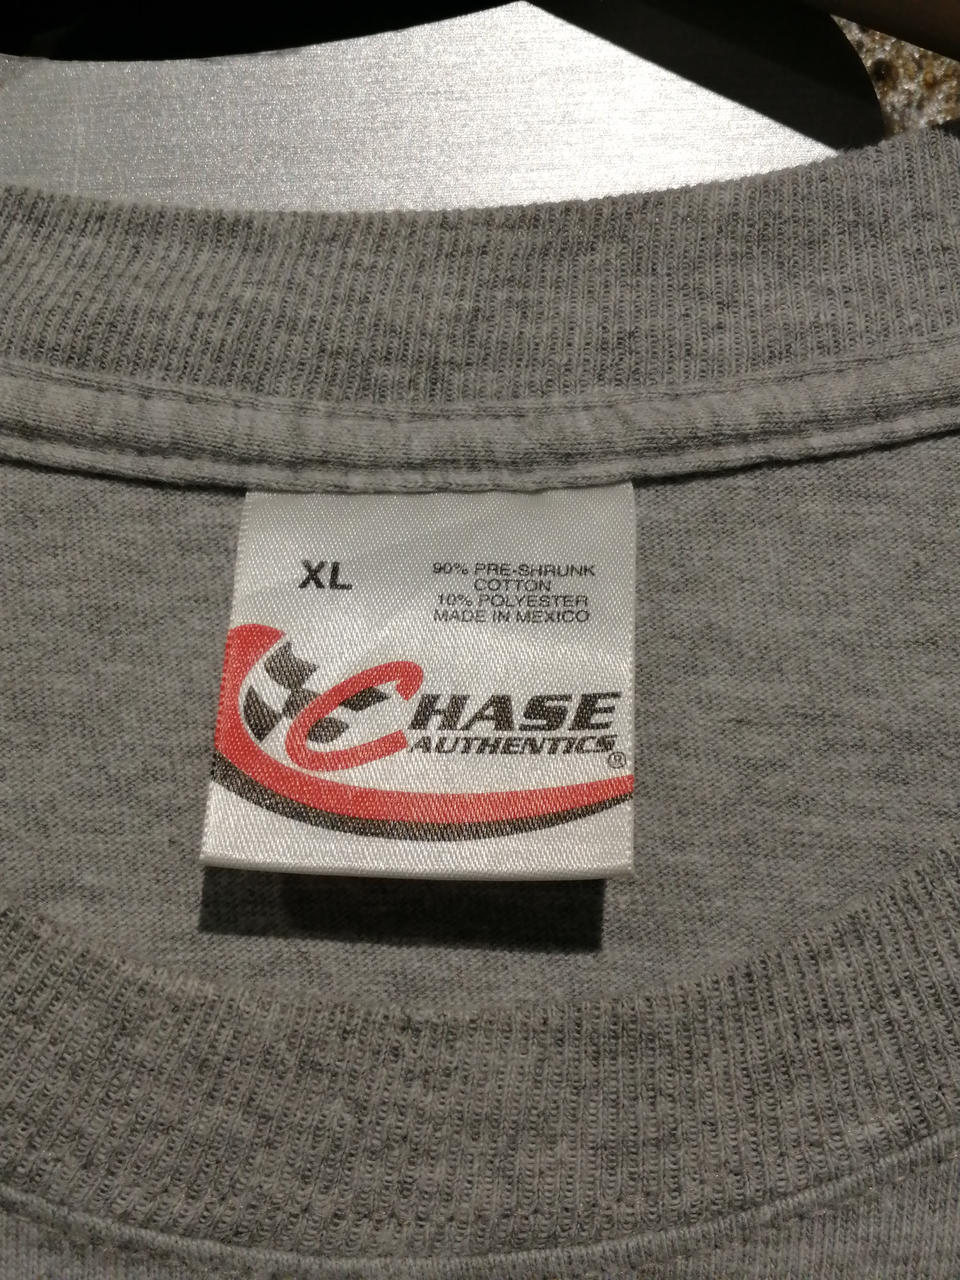 XL
90% PRE-SHRUNK
COTTON
10% POLYESTER
MADE IN MEXICO
CHASE
AUTHENTICS®